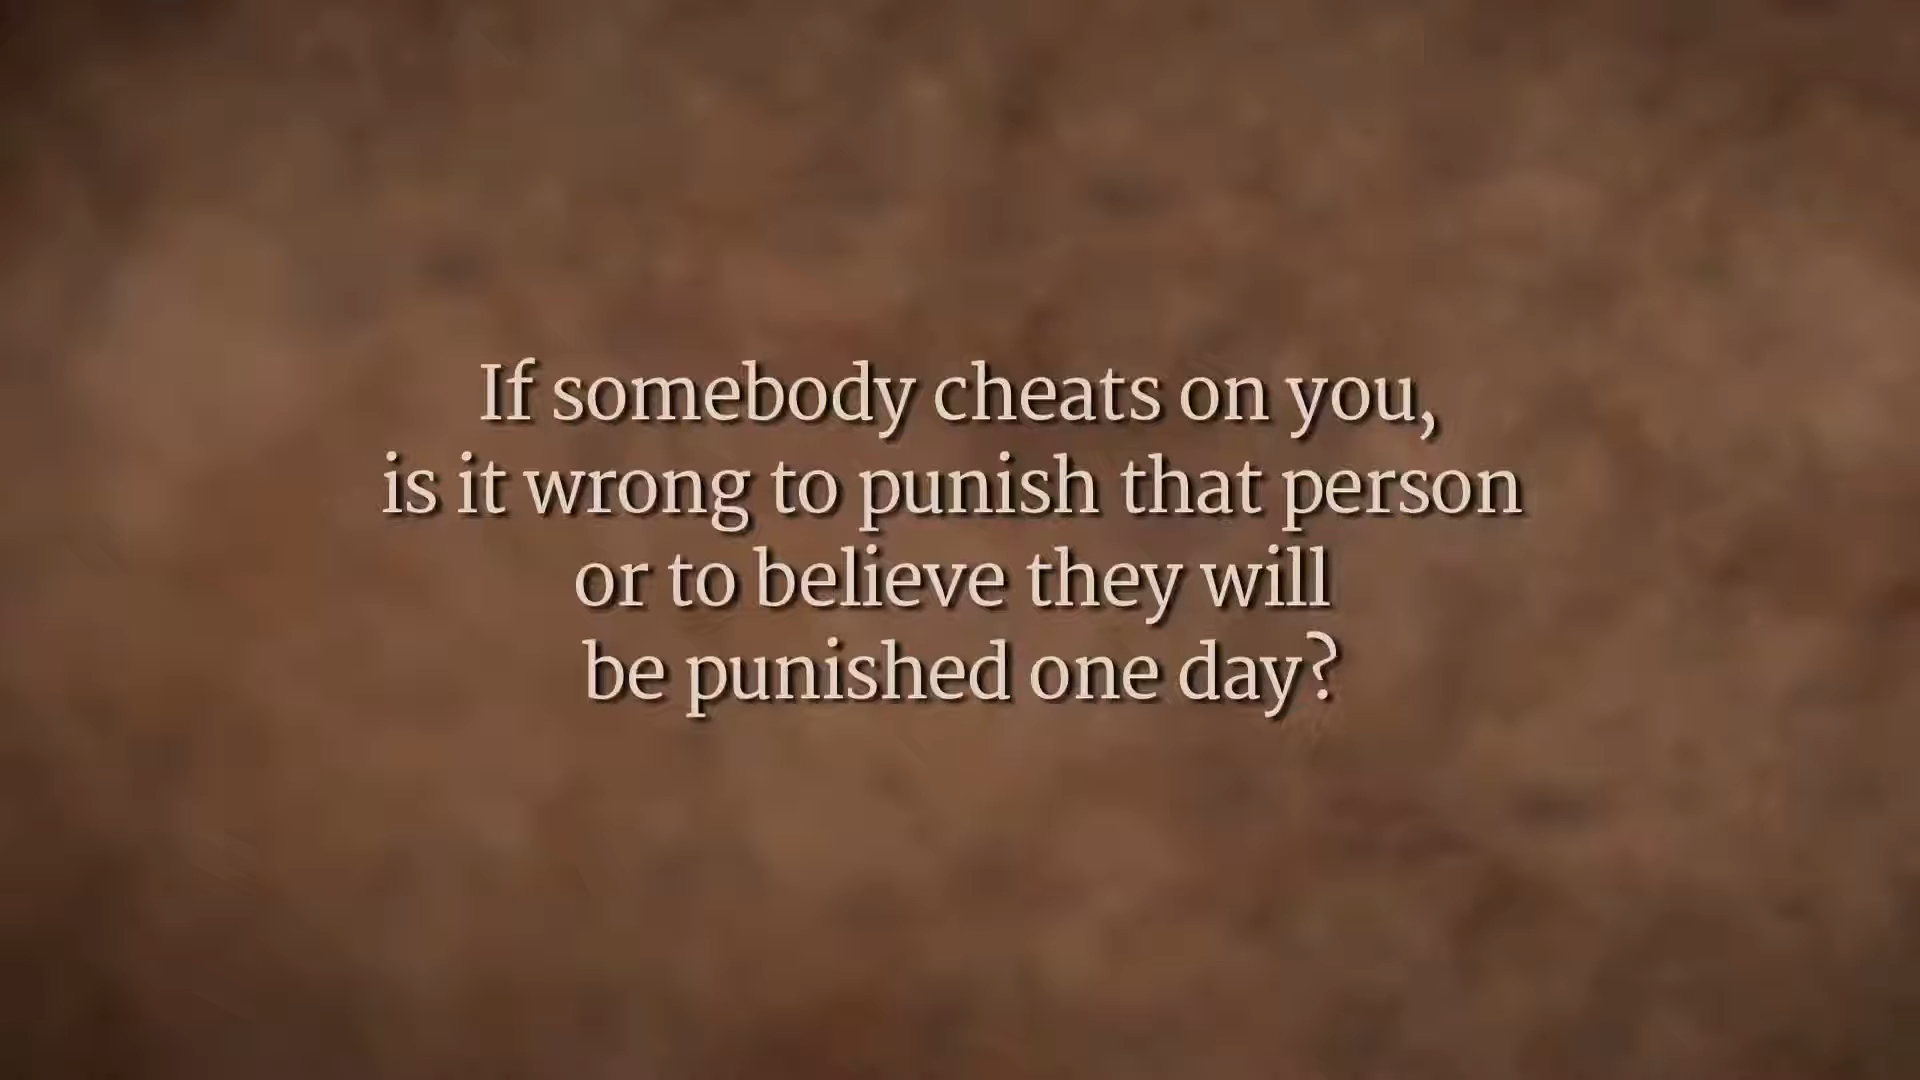 If somebody cheats on you,
is it wrong to punish that person
or to believe they will
be punished one day?